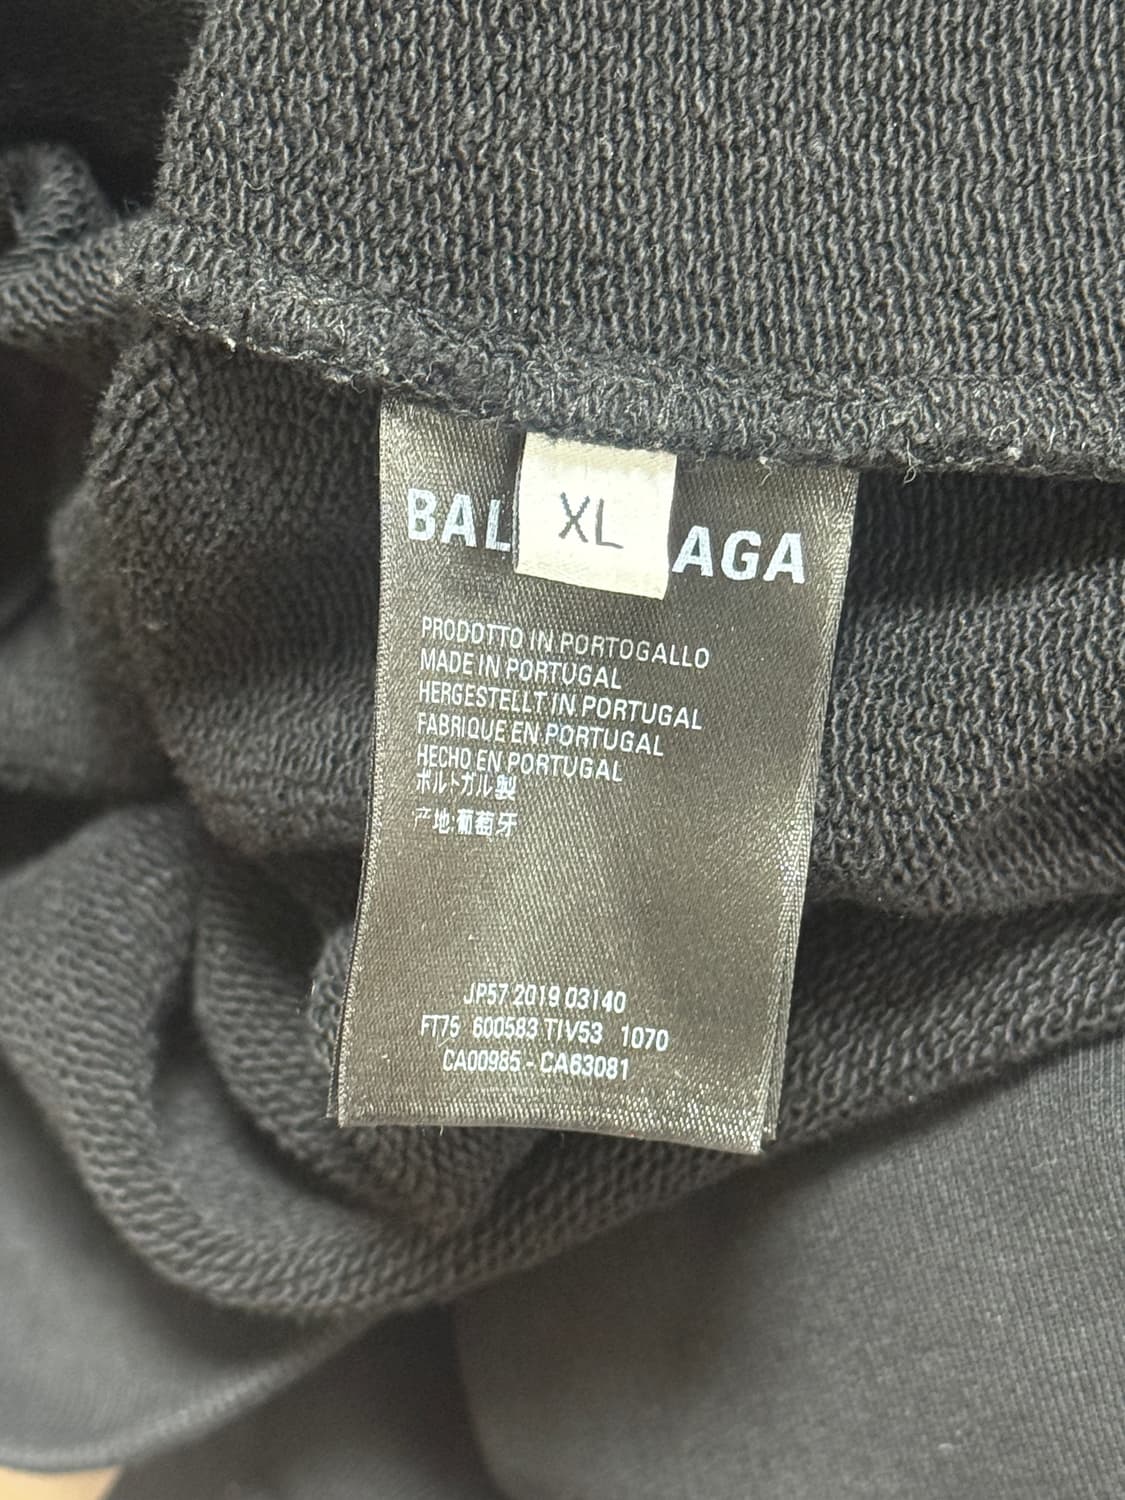 BAL XL AGA
PRODOTTO IN PORTOGALLO
MADE IN PORTUGAL
HERGESTELLT IN PORTUGAL
FABRIQUE EN PORTUGAL
HECHO EN PORTUGAL
ポルトガル製
产地:葡萄牙
JP57 2019 03140
FT75 600583 TIV53 1070
CA00985 - CA63081